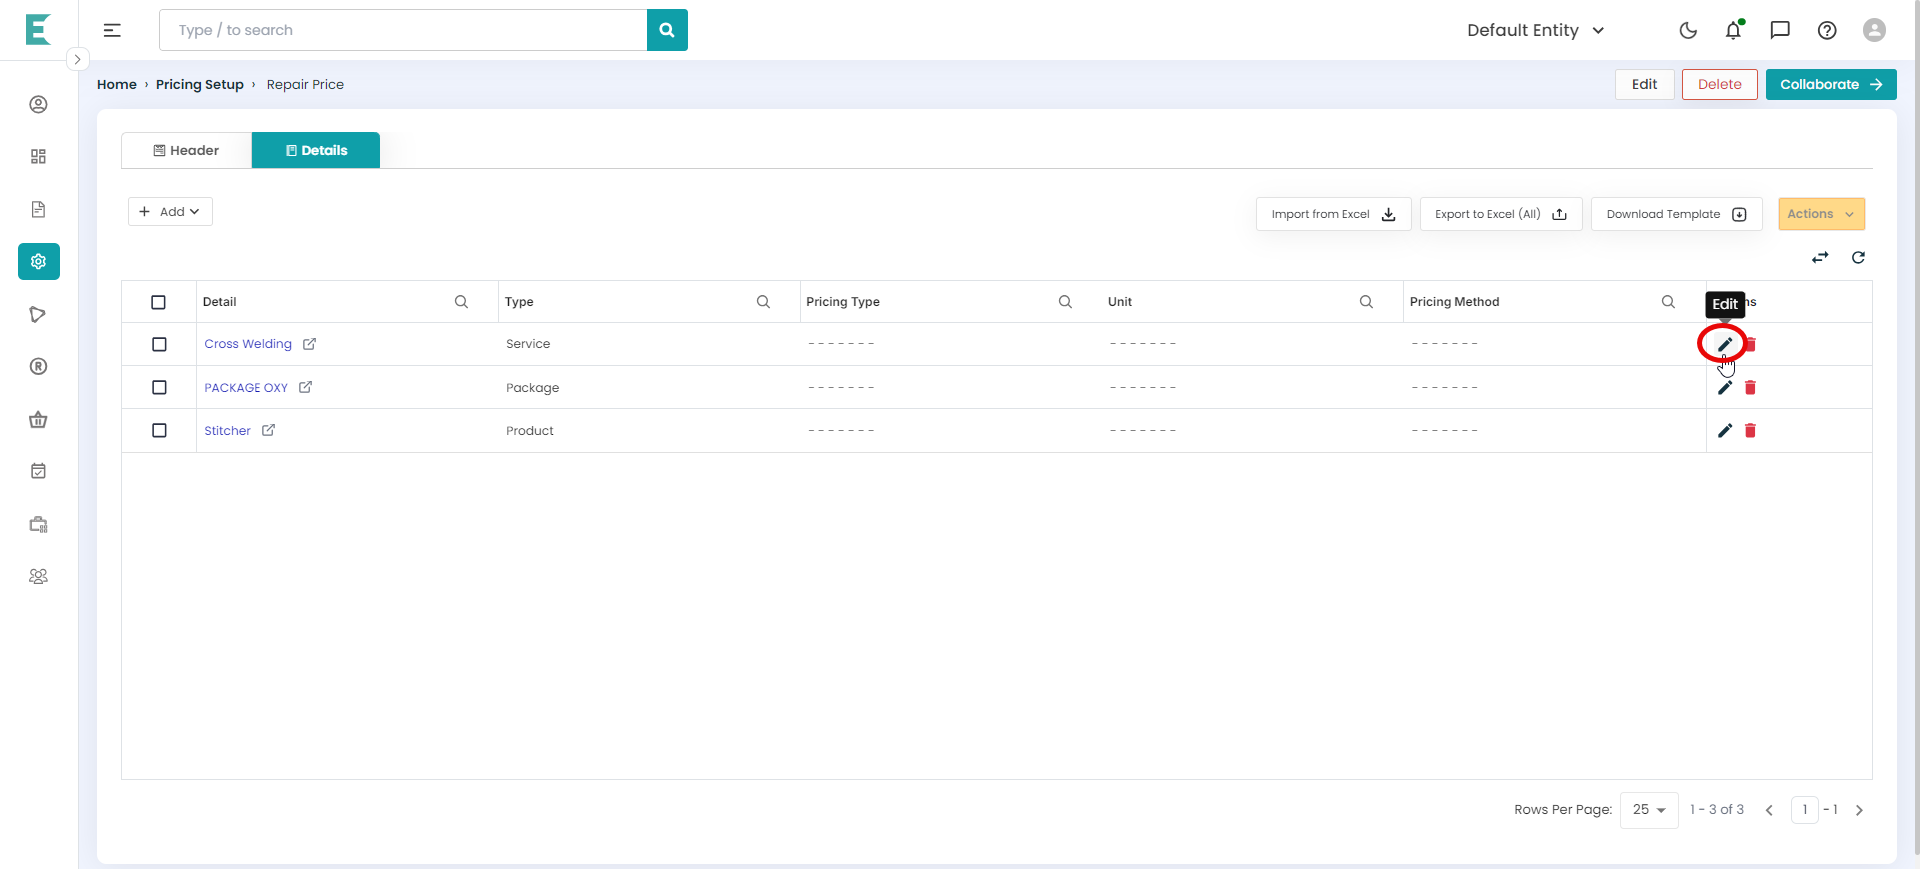 Type / to search
Default Entity
Home › Pricing Setup › Repair Price
Edit
Delete
Collaborate
Header
Details
+ Add
Import from Excel
Export to Excel (All)
Download Template
Actions
Detail
Type
Pricing Type
Unit
Pricing Method
Edit
ns
Cross Welding
Service
- - - - - - -
- - - - - - -
- - - - - - -
PACKAGE OXY
Package
- - - - - - -
- - - - - - -
- - - - - - -
Stitcher
Product
- - - - - - -
- - - - - - -
- - - - - - -
Rows Per Page: 25
1 - 3 of 3
1 - 1